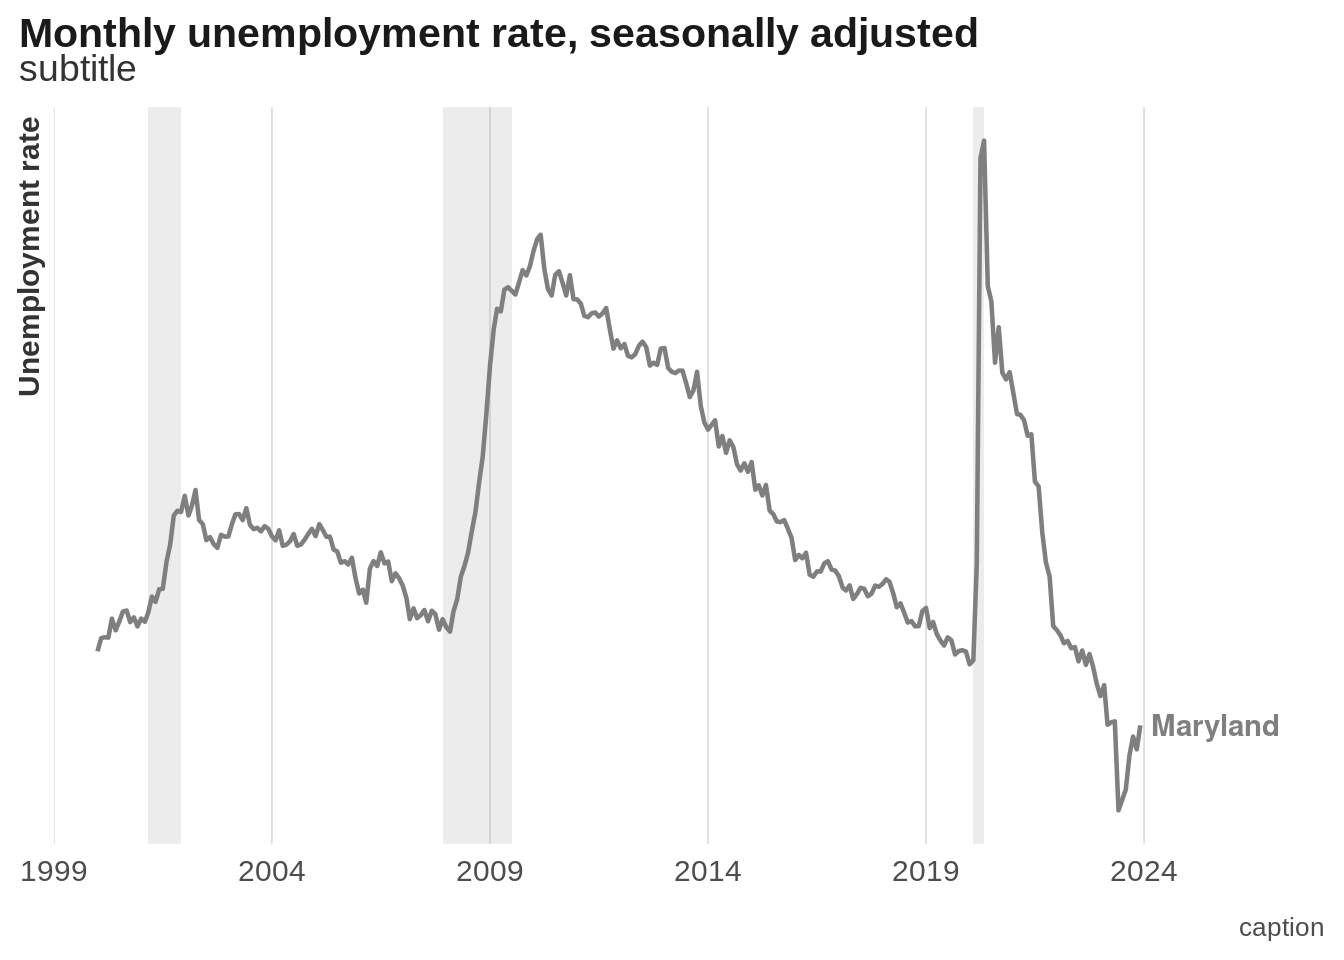 Monthly unemployment rate, seasonally adjusted
subtitle
Unemployment rate
Maryland
1999 2004 2009 2014 2019 2024
caption